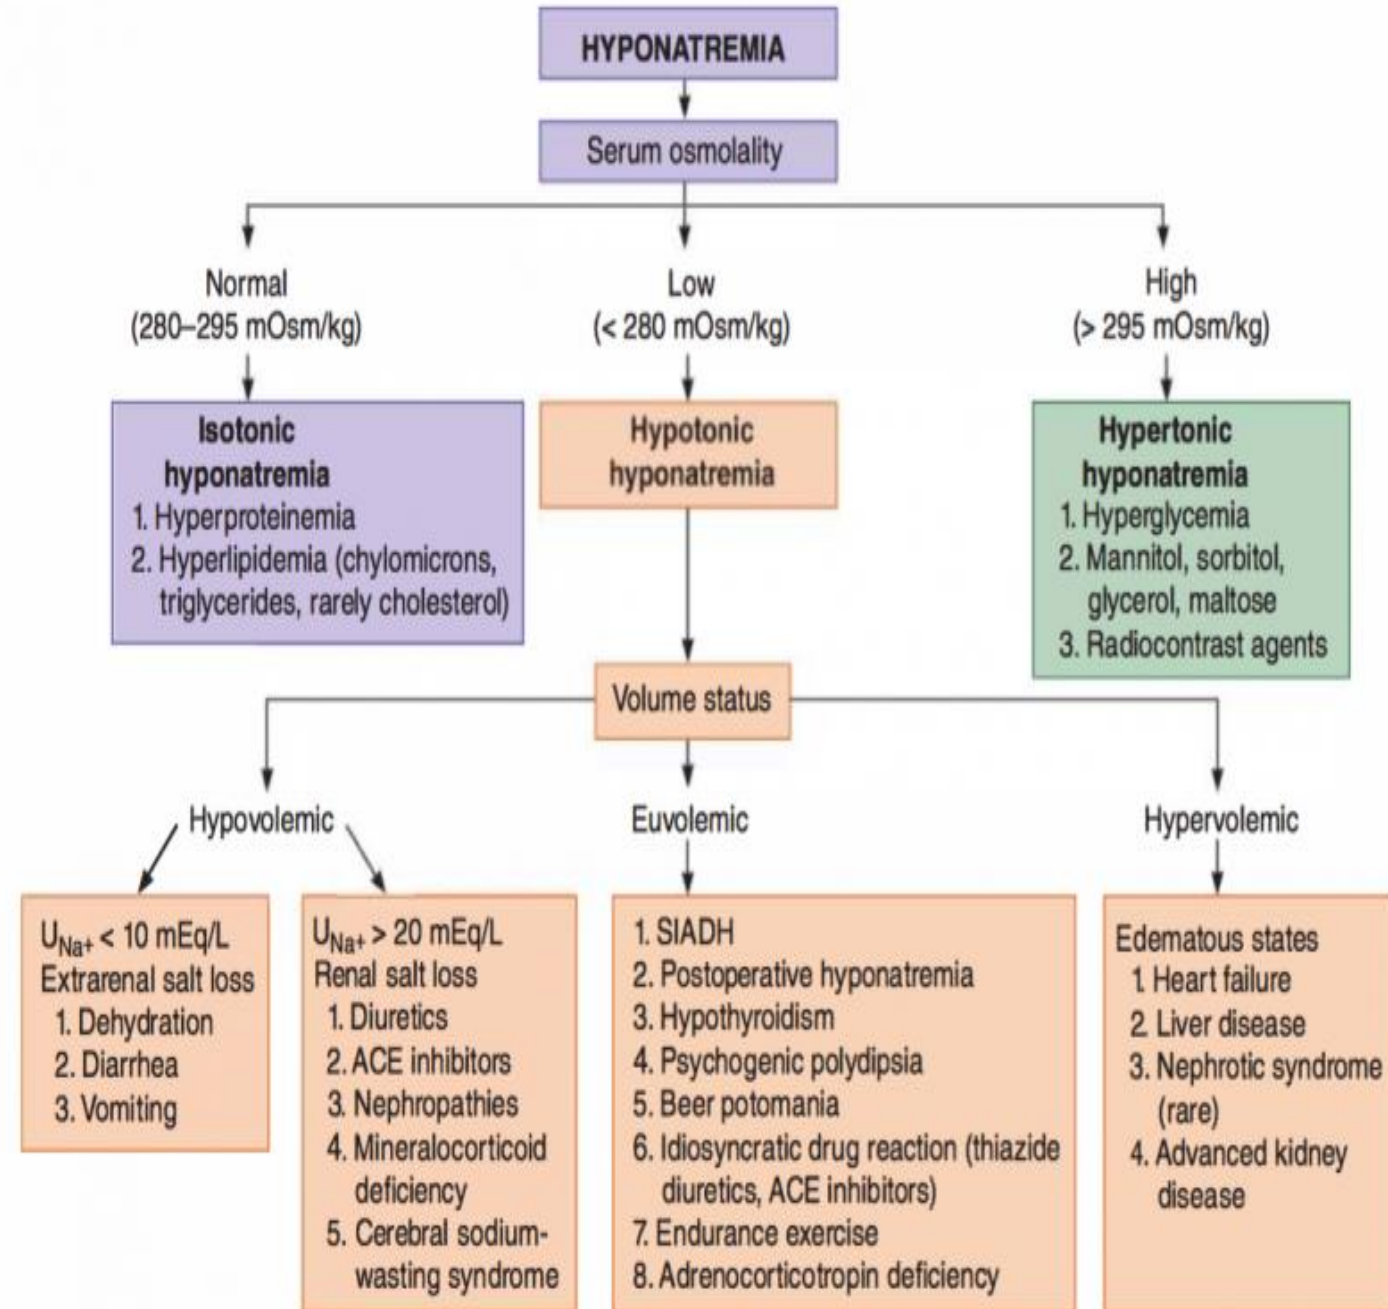 HYPONATREMIA
Serum osmolality
Normal
(280–295 mOsm/kg)
Low
(< 280 mOsm/kg)
High
(> 295 mOsm/kg)
Isotonic
hyponatremia
1. Hyperproteinemia
2. Hyperlipidemia (chylomicrons,
triglycerides, rarely cholesterol)
Hypotonic
hyponatremia
Hypertonic
hyponatremia
1. Hyperglycemia
2. Mannitol, sorbitol,
glycerol, maltose
3. Radiocontrast agents
Volume status
Hypovolemic
Euvolemic
Hypervolemic
UNa+ < 10 mEq/L
Extrarenal salt loss
1. Dehydration
2. Diarrhea
3. Vomiting
UNa+ > 20 mEq/L
Renal salt loss
1. Diuretics
2. ACE inhibitors
3. Nephropathies
4. Mineralocorticoid
deficiency
5. Cerebral sodium-
wasting syndrome
1. SIADH
2. Postoperative hyponatremia
3. Hypothyroidism
4. Psychogenic polydipsia
5. Beer potomania
6. Idiosyncratic drug reaction (thiazide
diuretics, ACE inhibitors)
7. Endurance exercise
8. Adrenocorticotropin deficiency
Edematous states
1. Heart failure
2. Liver disease
3. Nephrotic syndrome
(rare)
4. Advanced kidney
disease